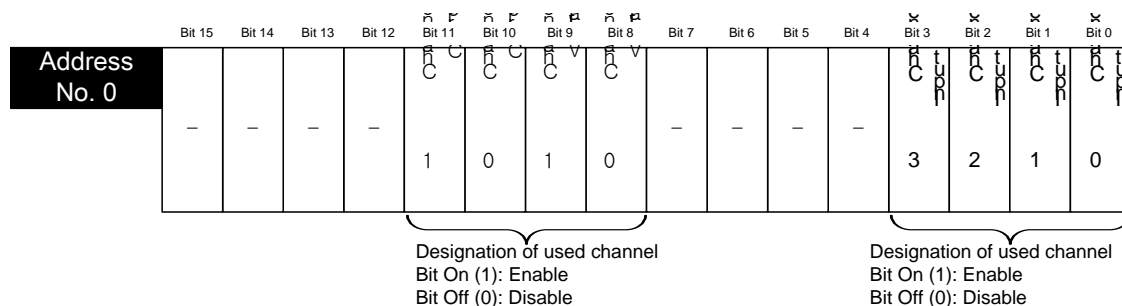 Bit 15 Bit 14 Bit 13 Bit 12 Bit 11 Bit 10 Bit 9 Bit 8 Bit 7 Bit 6 Bit 5 Bit 4 Bit 3 Bit 2 Bit 1 Bit 0
Address
No. 0
– – – – – – – –
1 0 1 0 3 2 1 0
Designation of used channel
Bit On (1): Enable
Bit Off (0): Disable
Designation of used channel
Bit On (1): Enable
Bit Off (0): Disable